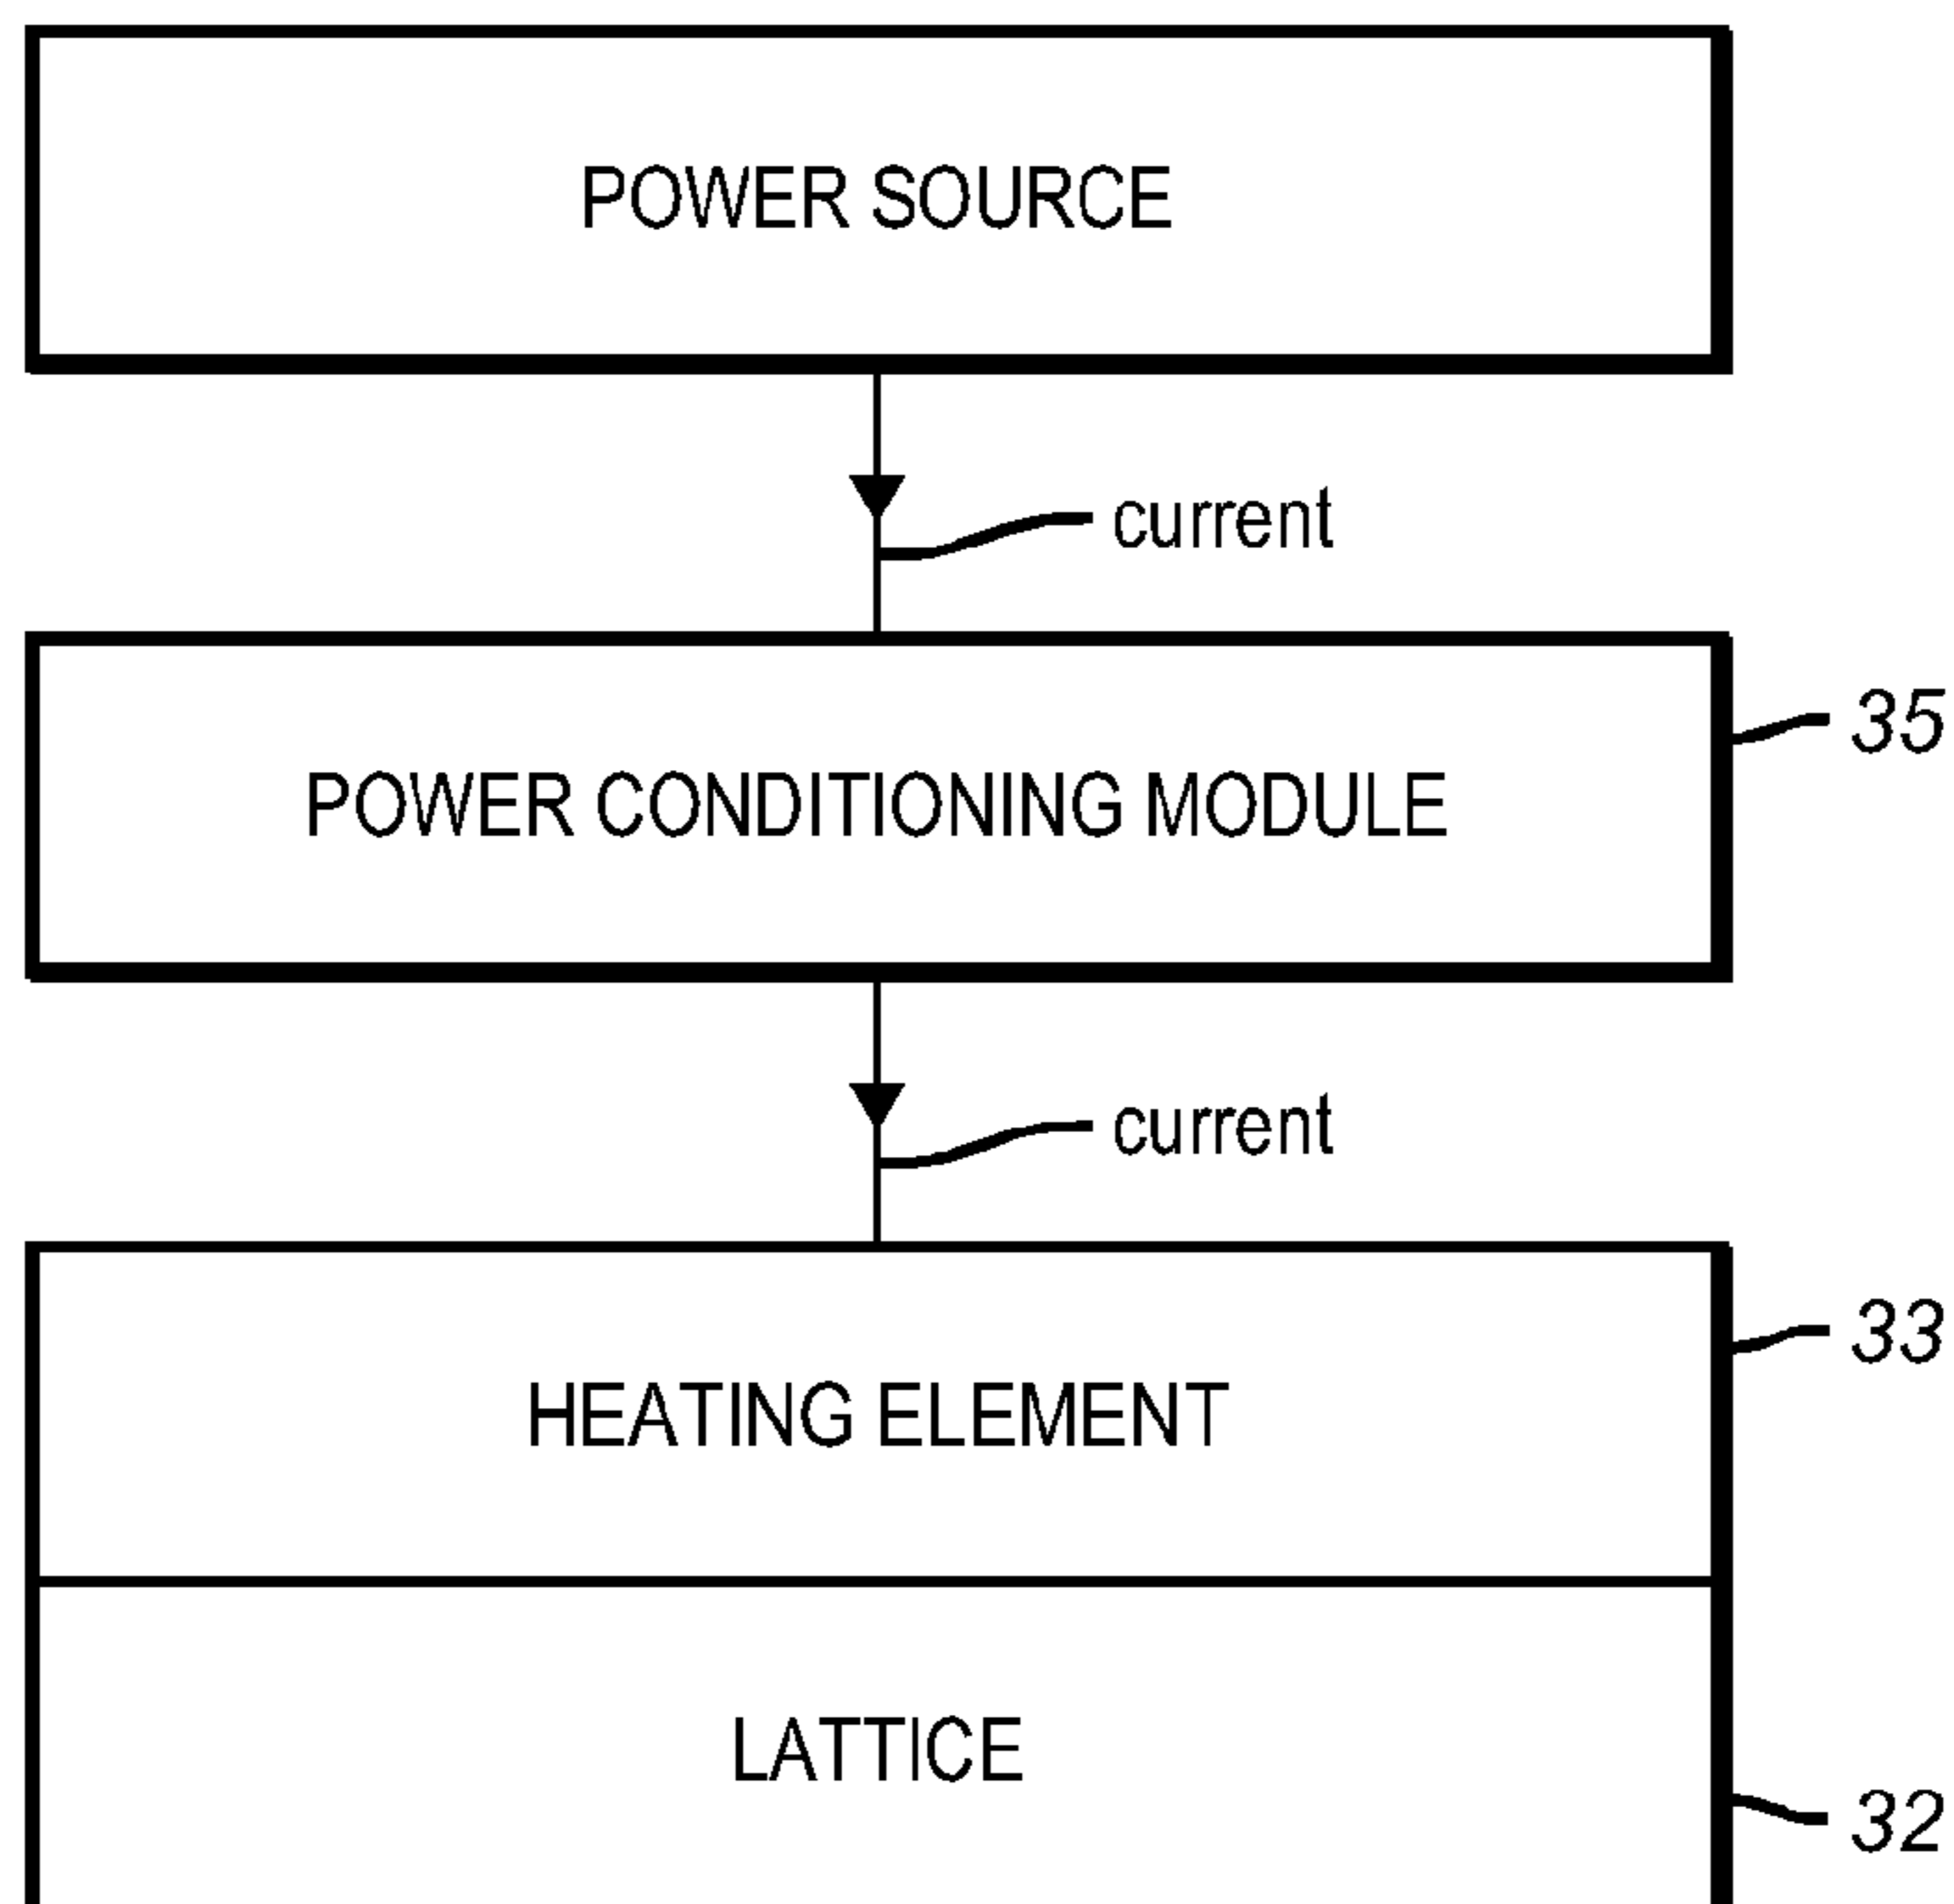 POWER SOURCE
current
35
POWER CONDITIONING MODULE
current
33
HEATING ELEMENT
LATTICE
32